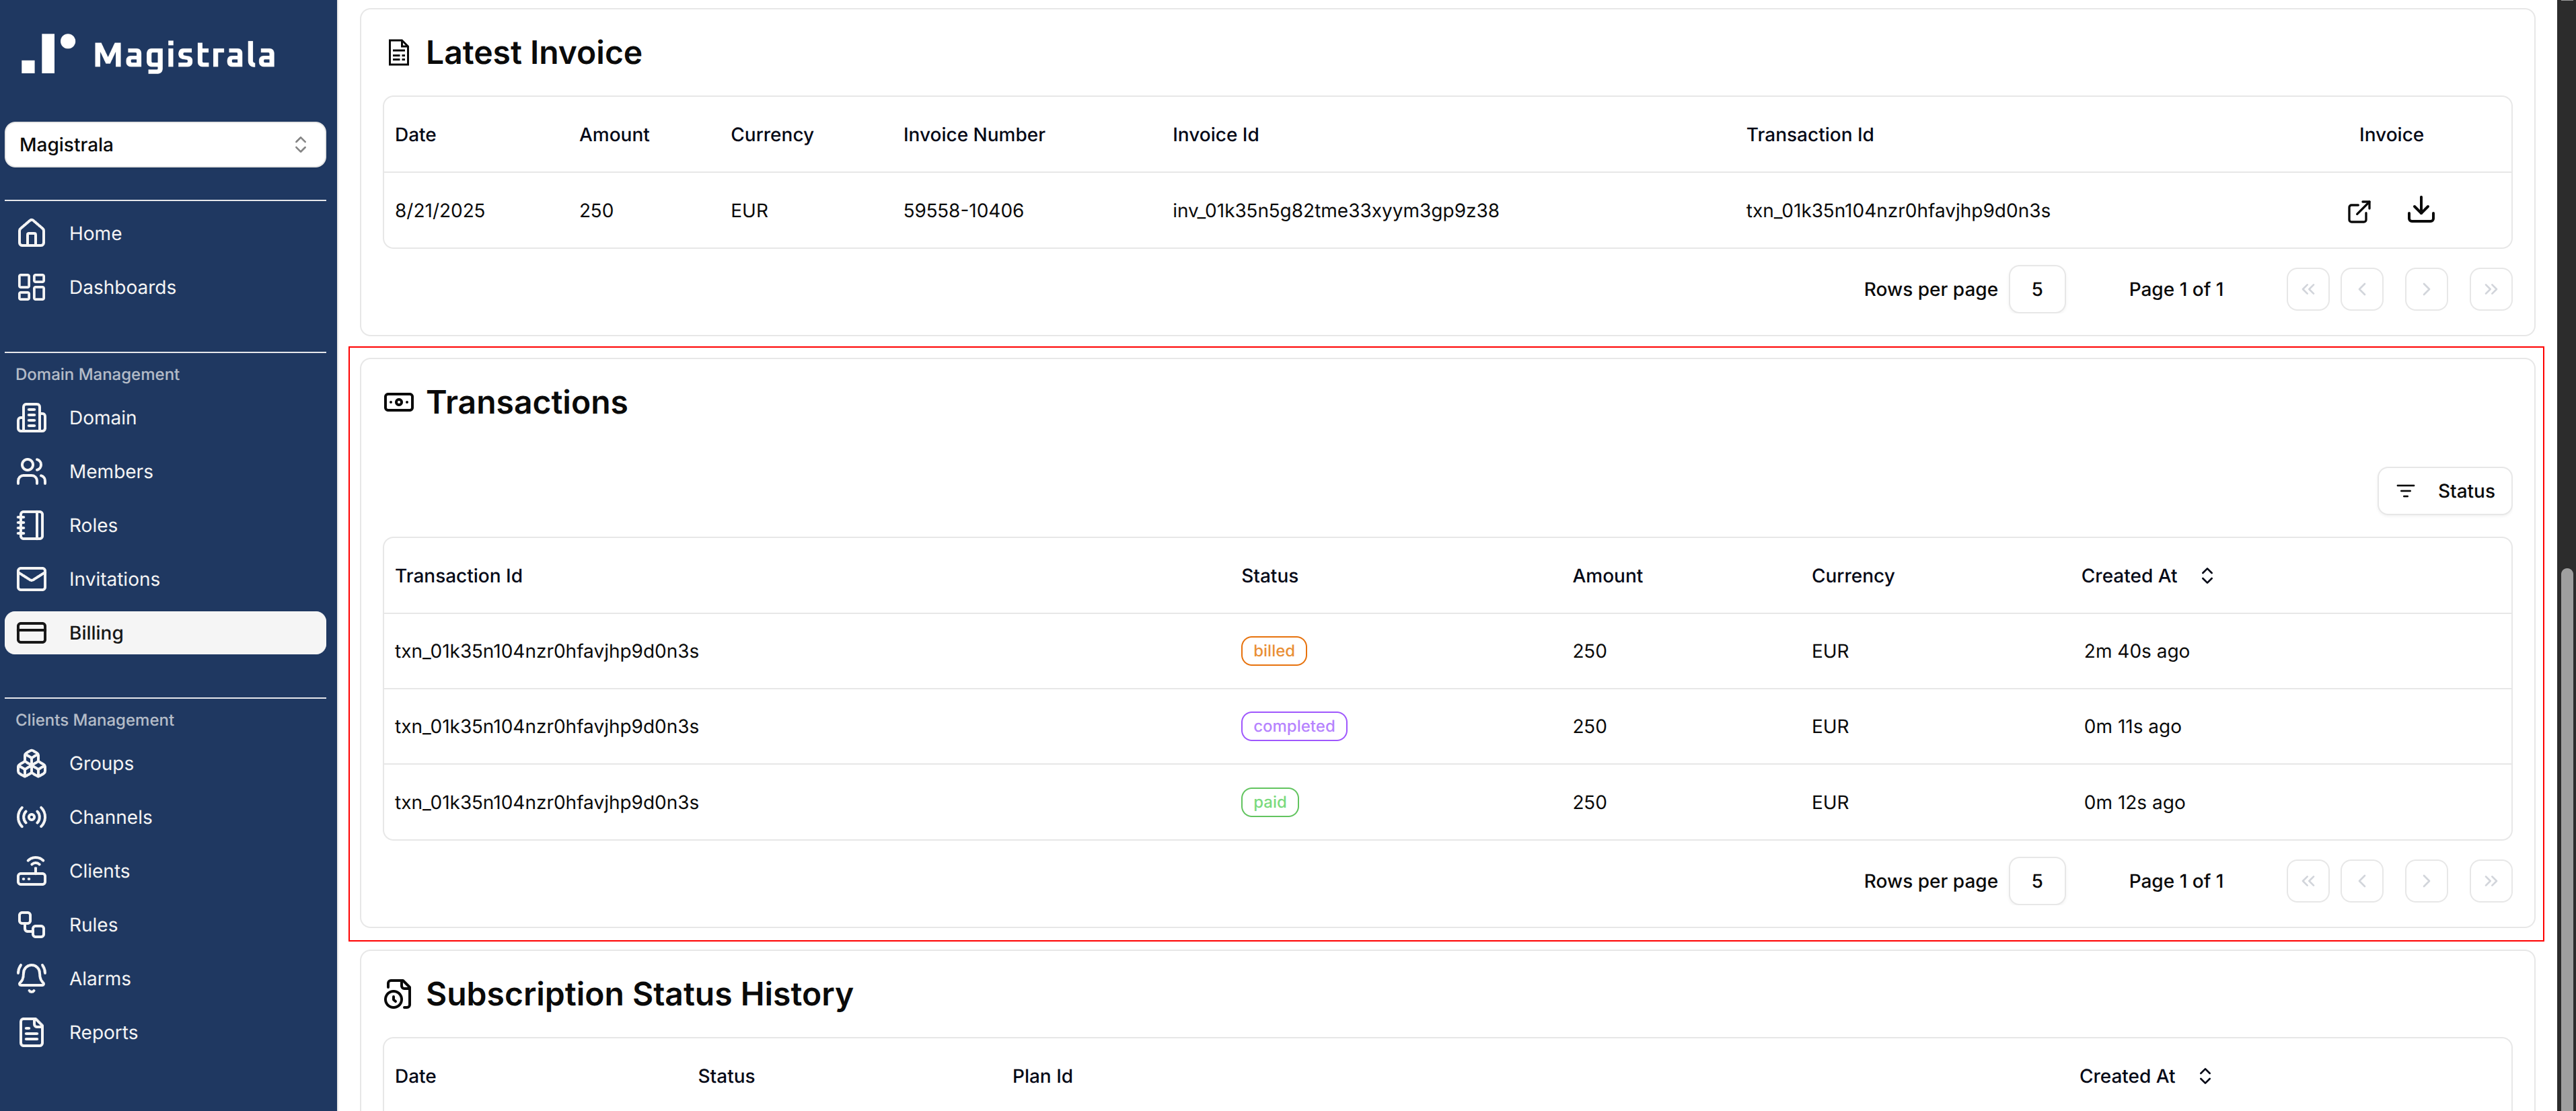 Magistrala
Magistrala
Home
Dashboards
Domain Management
Domain
Members
Roles
Invitations
Billing
Clients Management
Groups
Channels
Clients
Rules
Alarms
Reports
Latest Invoice
Date Amount Currency Invoice Number Invoice Id Transaction Id Invoice
8/21/2025 250 EUR 59558-10406 inv_01k35n5g82tme33xyym3gp9z38 txn_01k35n104nzr0hfavjhp9d0n3s
Rows per page 5 Page 1 of 1
Transactions
Status
Transaction Id Status Amount Currency Created At
txn_01k35n104nzr0hfavjhp9d0n3s billed 250 EUR 2m 40s ago
txn_01k35n104nzr0hfavjhp9d0n3s completed 250 EUR 0m 11s ago
txn_01k35n104nzr0hfavjhp9d0n3s paid 250 EUR 0m 12s ago
Rows per page 5 Page 1 of 1
Subscription Status History
Date Status Plan Id Created At